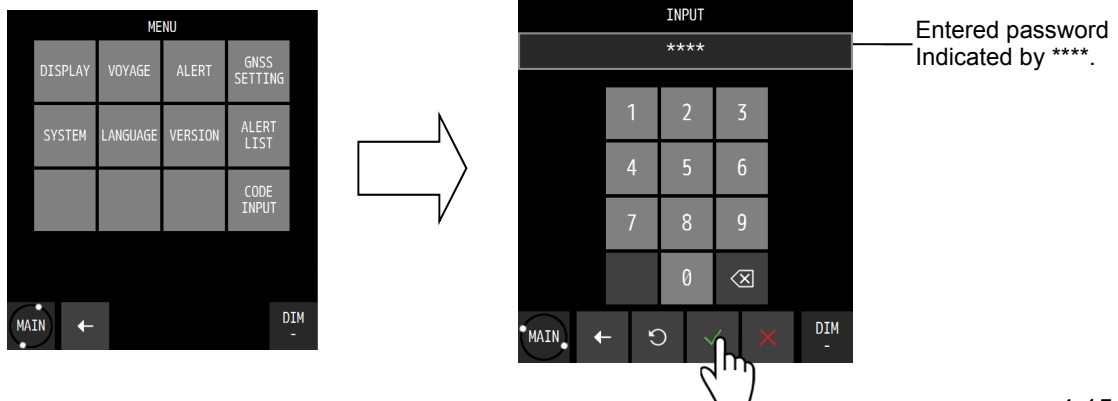 MENU
DISPLAY
VOYAGE
ALERT
GNSS
SETTING
SYSTEM
LANGUAGE
VERSION
ALERT
LIST
CODE
INPUT
MAIN
DIM
-
INPUT
****
1 2 3
4 5 6
7 8 9
0
MAIN
DIM
-
Entered password
Indicated by ****.